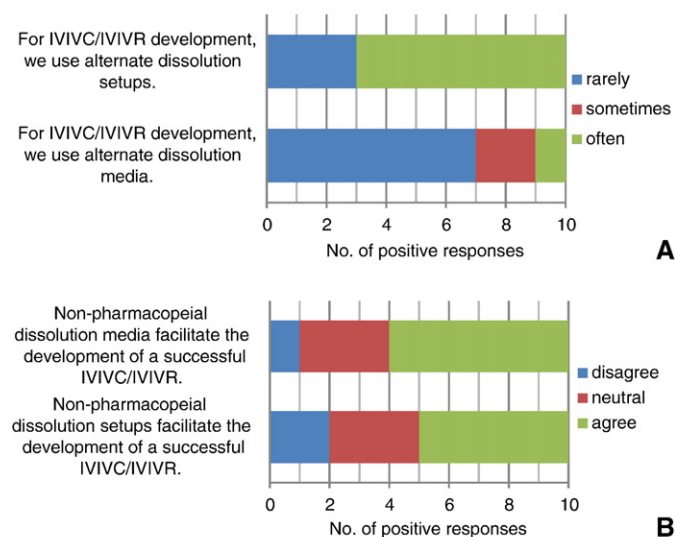 For IVIVC/IVIVR development,
we use alternate dissolution
setups.
For IVIVC/IVIVR development,
we use alternate dissolution
media.
rarely
sometimes
often
0 2 4 6 8 10
No. of positive responses
A
Non-pharmacopeial
dissolution media facilitate the
development of a successful
IVIVC/IVIVR.
Non-pharmacopeial
dissolution setups facilitate the
development of a successful
IVIVC/IVIVR.
disagree
neutral
agree
0 2 4 6 8 10
No. of positive responses
B